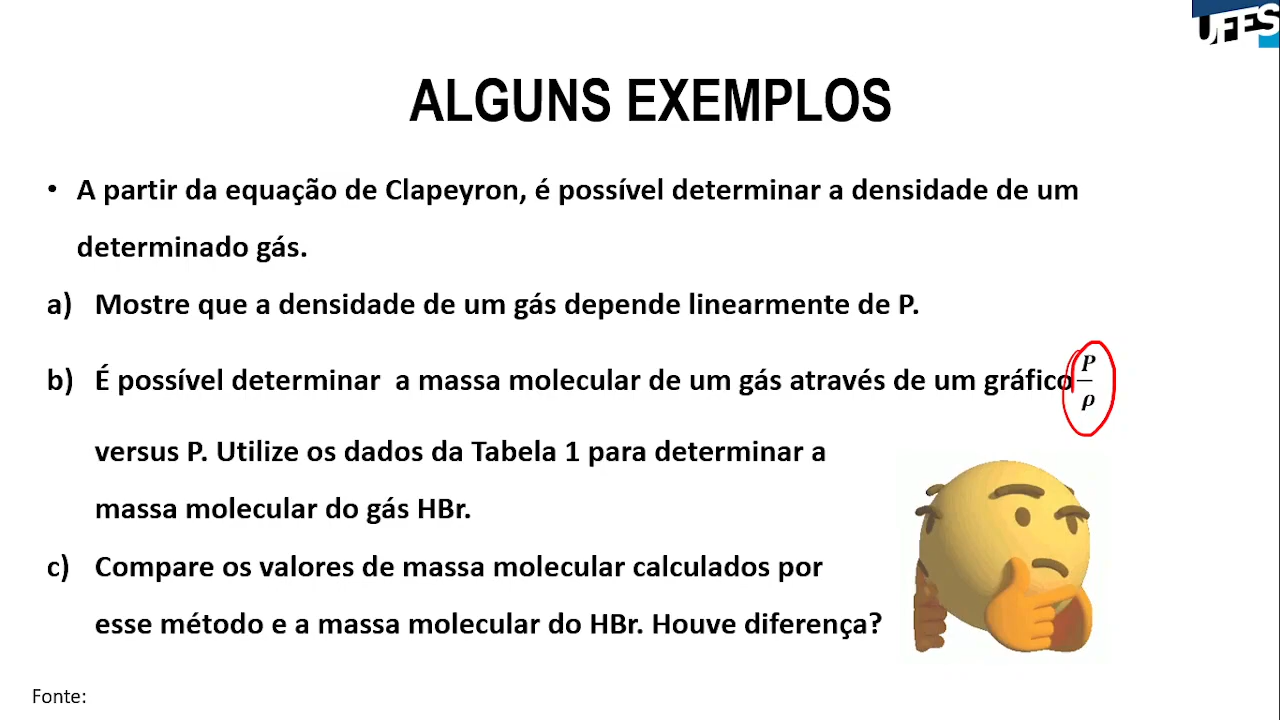 UFES
ALGUNS EXEMPLOS
• A partir da equação de Clapeyron, é possível determinar a densidade de um
determinado gás.
a) Mostre que a densidade de um gás depende linearmente de P.
b) É possível determinar a massa molecular de um gás através de um gráfico P/ρ
versus P. Utilize os dados da Tabela 1 para determinar a
massa molecular do gás HBr.
c) Compare os valores de massa molecular calculados por
esse método e a massa molecular do HBr. Houve diferença?
Fonte: